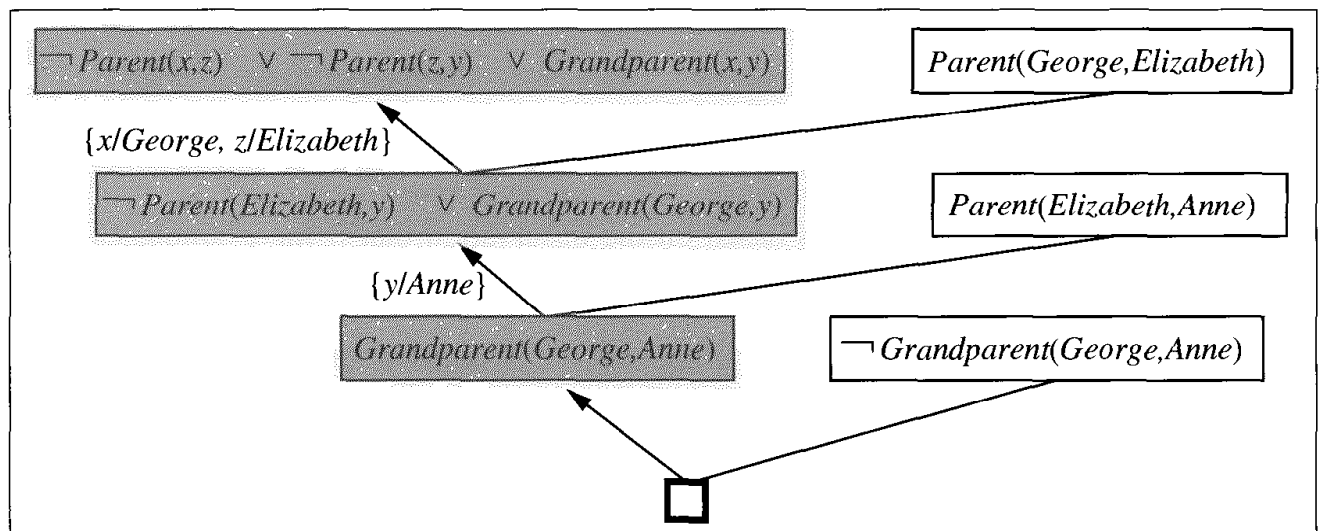 ¬ Parent(x,z) ∨ ¬ Parent(z,y) ∨ Grandparent(x,y)
Parent(George,Elizabeth)
{x/George, z/Elizabeth}
¬ Parent(Elizabeth,y) ∨ Grandparent(George,y)
Parent(Elizabeth,Anne)
{y/Anne}
Grandparent(George,Anne)
¬ Grandparent(George,Anne)